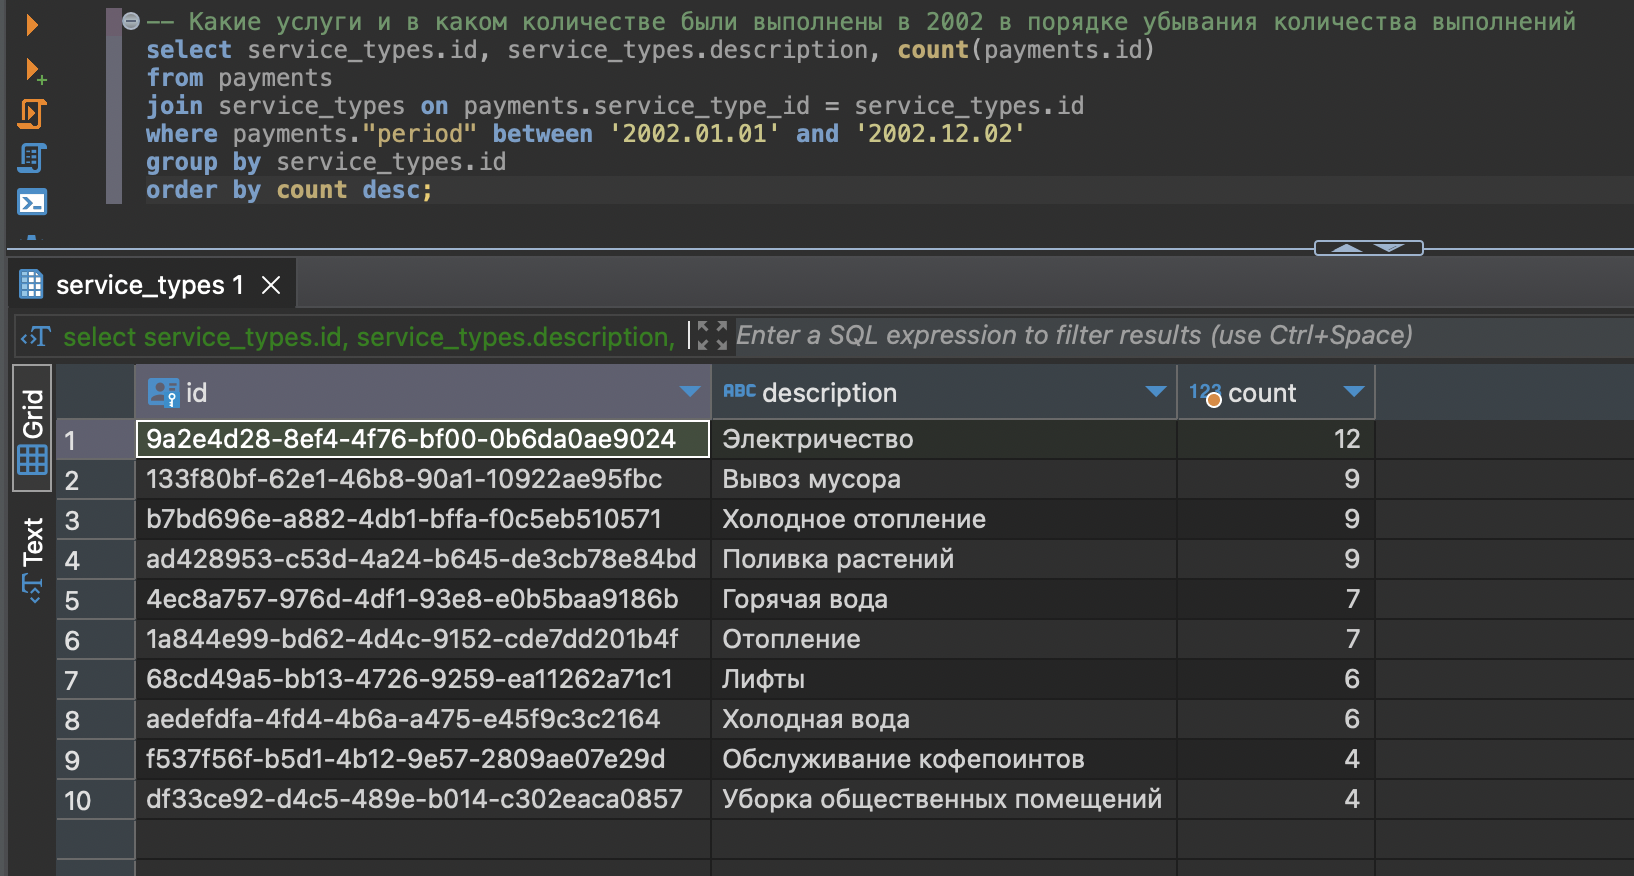 -- Какие услуги и в каком количестве были выполнены в 2002 в порядке убывания количества выполнений
select service_types.id, service_types.description, count(payments.id)
from payments
join service_types on payments.service_type_id = service_types.id
where payments."period" between '2002.01.01' and '2002.12.02'
group by service_types.id
order by count desc;
service_types 1
select service_types.id, service_types.description, Enter a SQL expression to filter results (use Ctrl+Space)
Grid
Text
id ABC description 123 count
1 9a2e4d28-8ef4-4f76-bf00-0b6da0ae9024 Электричество 12
2 133f80bf-62e1-46b8-90a1-10922ae95fbc Вывоз мусора 9
3 b7bd696e-a882-4db1-bffa-f0c5eb510571 Холодное отопление 9
4 ad428953-c53d-4a24-b645-de3cb78e84bd Поливка растений 9
5 4ec8a757-976d-4df1-93e8-e0b5baa9186b Горячая вода 7
6 1a844e99-bd62-4d4c-9152-cde7dd201b4f Отопление 7
7 68cd49a5-bb13-4726-9259-ea11262a71c1 Лифты 6
8 aedefdfa-4fd4-4b6a-a475-e45f9c3c2164 Холодная вода 6
9 f537f56f-b5d1-4b12-9e57-2809ae07e29d Обслуживание кофепоинтов 4
10 df33ce92-d4c5-489e-b014-c302eaca0857 Уборка общественных помещений 4